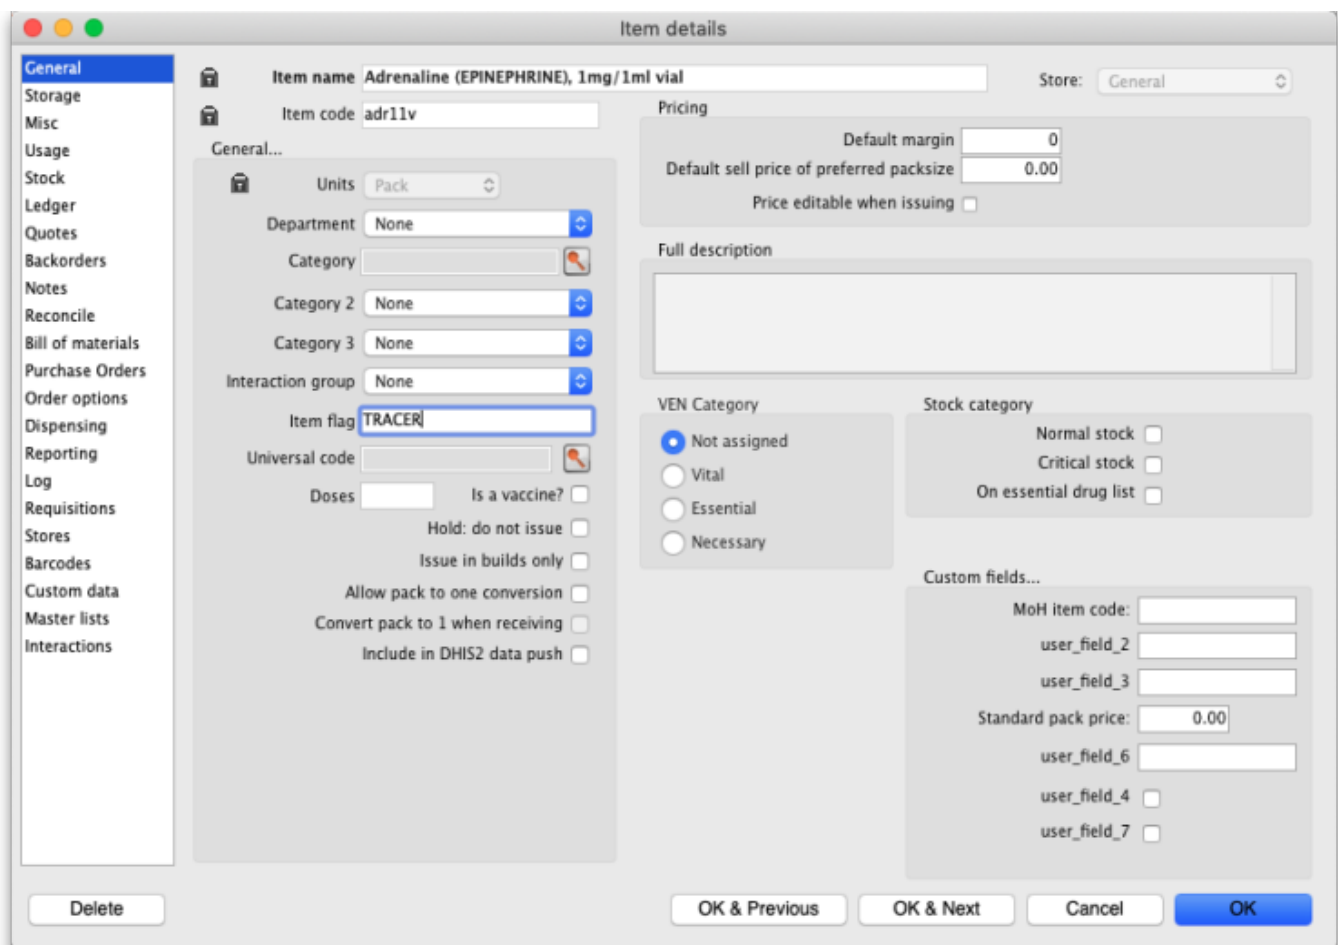 Item details
General
Storage
Misc
Usage
Stock
Ledger
Quotes
Backorders
Notes
Reconcile
Bill of materials
Purchase Orders
Order options
Dispensing
Reporting
Log
Requisitions
Stores
Barcodes
Custom data
Master lists
Interactions
Item name Adrenaline (EPINEPHRINE), 1mg/1ml vial
Store: General
Item code adr11v
General...
Units Pack
Department None
Category
Category 2 None
Category 3 None
Interaction group None
Item flag TRACER
Universal code
Doses Is a vaccine?
Hold: do not issue
Issue in builds only
Allow pack to one conversion
Convert pack to 1 when receiving
Include in DHIS2 data push
Pricing
Default margin 0
Default sell price of preferred packsize 0.00
Price editable when issuing
Full description
VEN Category
Not assigned
Vital
Essential
Necessary
Stock category
Normal stock
Critical stock
On essential drug list
Custom fields...
MoH item code:
user_field_2
user_field_3
Standard pack price: 0.00
user_field_6
user_field_4
user_field_7
Delete
OK & Previous
OK & Next
Cancel
OK